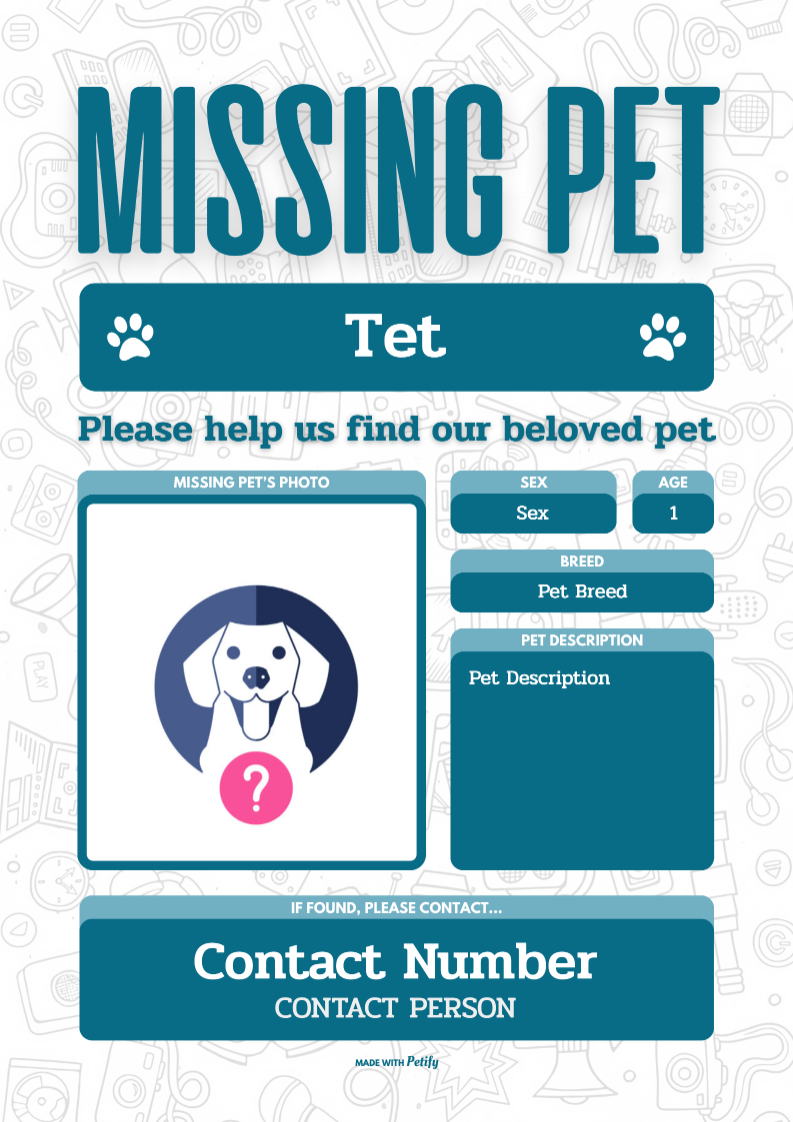 MISSING PET
Tet
Please help us find our beloved pet
MISSING PET'S PHOTO
?
SEX
Sex
AGE
1
BREED
Pet Breed
PET DESCRIPTION
Pet Description
IF FOUND, PLEASE CONTACT...
Contact Number
CONTACT PERSON
MADE WITH Petify
PLAY